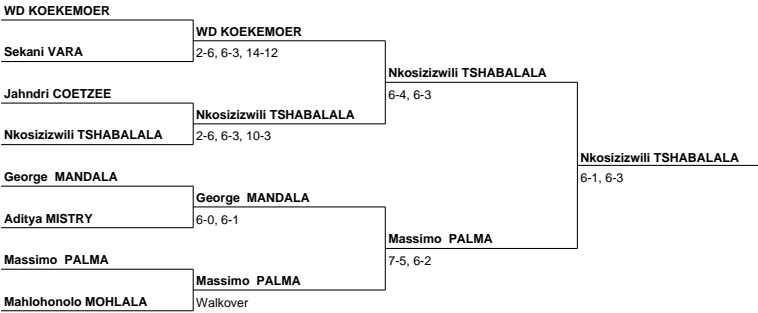 WD KOEKEMOER
WD KOEKEMOER
Sekani VARA
2-6, 6-3, 14-12
Nkosizizwili TSHABALALA
Jahndri COETZEE
6-4, 6-3
Nkosizizwili TSHABALALA
Nkosizizwili TSHABALALA
2-6, 6-3, 10-3
Nkosizizwili TSHABALALA
George MANDALA
6-1, 6-3
George MANDALA
Aditya MISTRY
6-0, 6-1
Massimo PALMA
Massimo PALMA
7-5, 6-2
Massimo PALMA
Mahlohonolo MOHLALA
Walkover